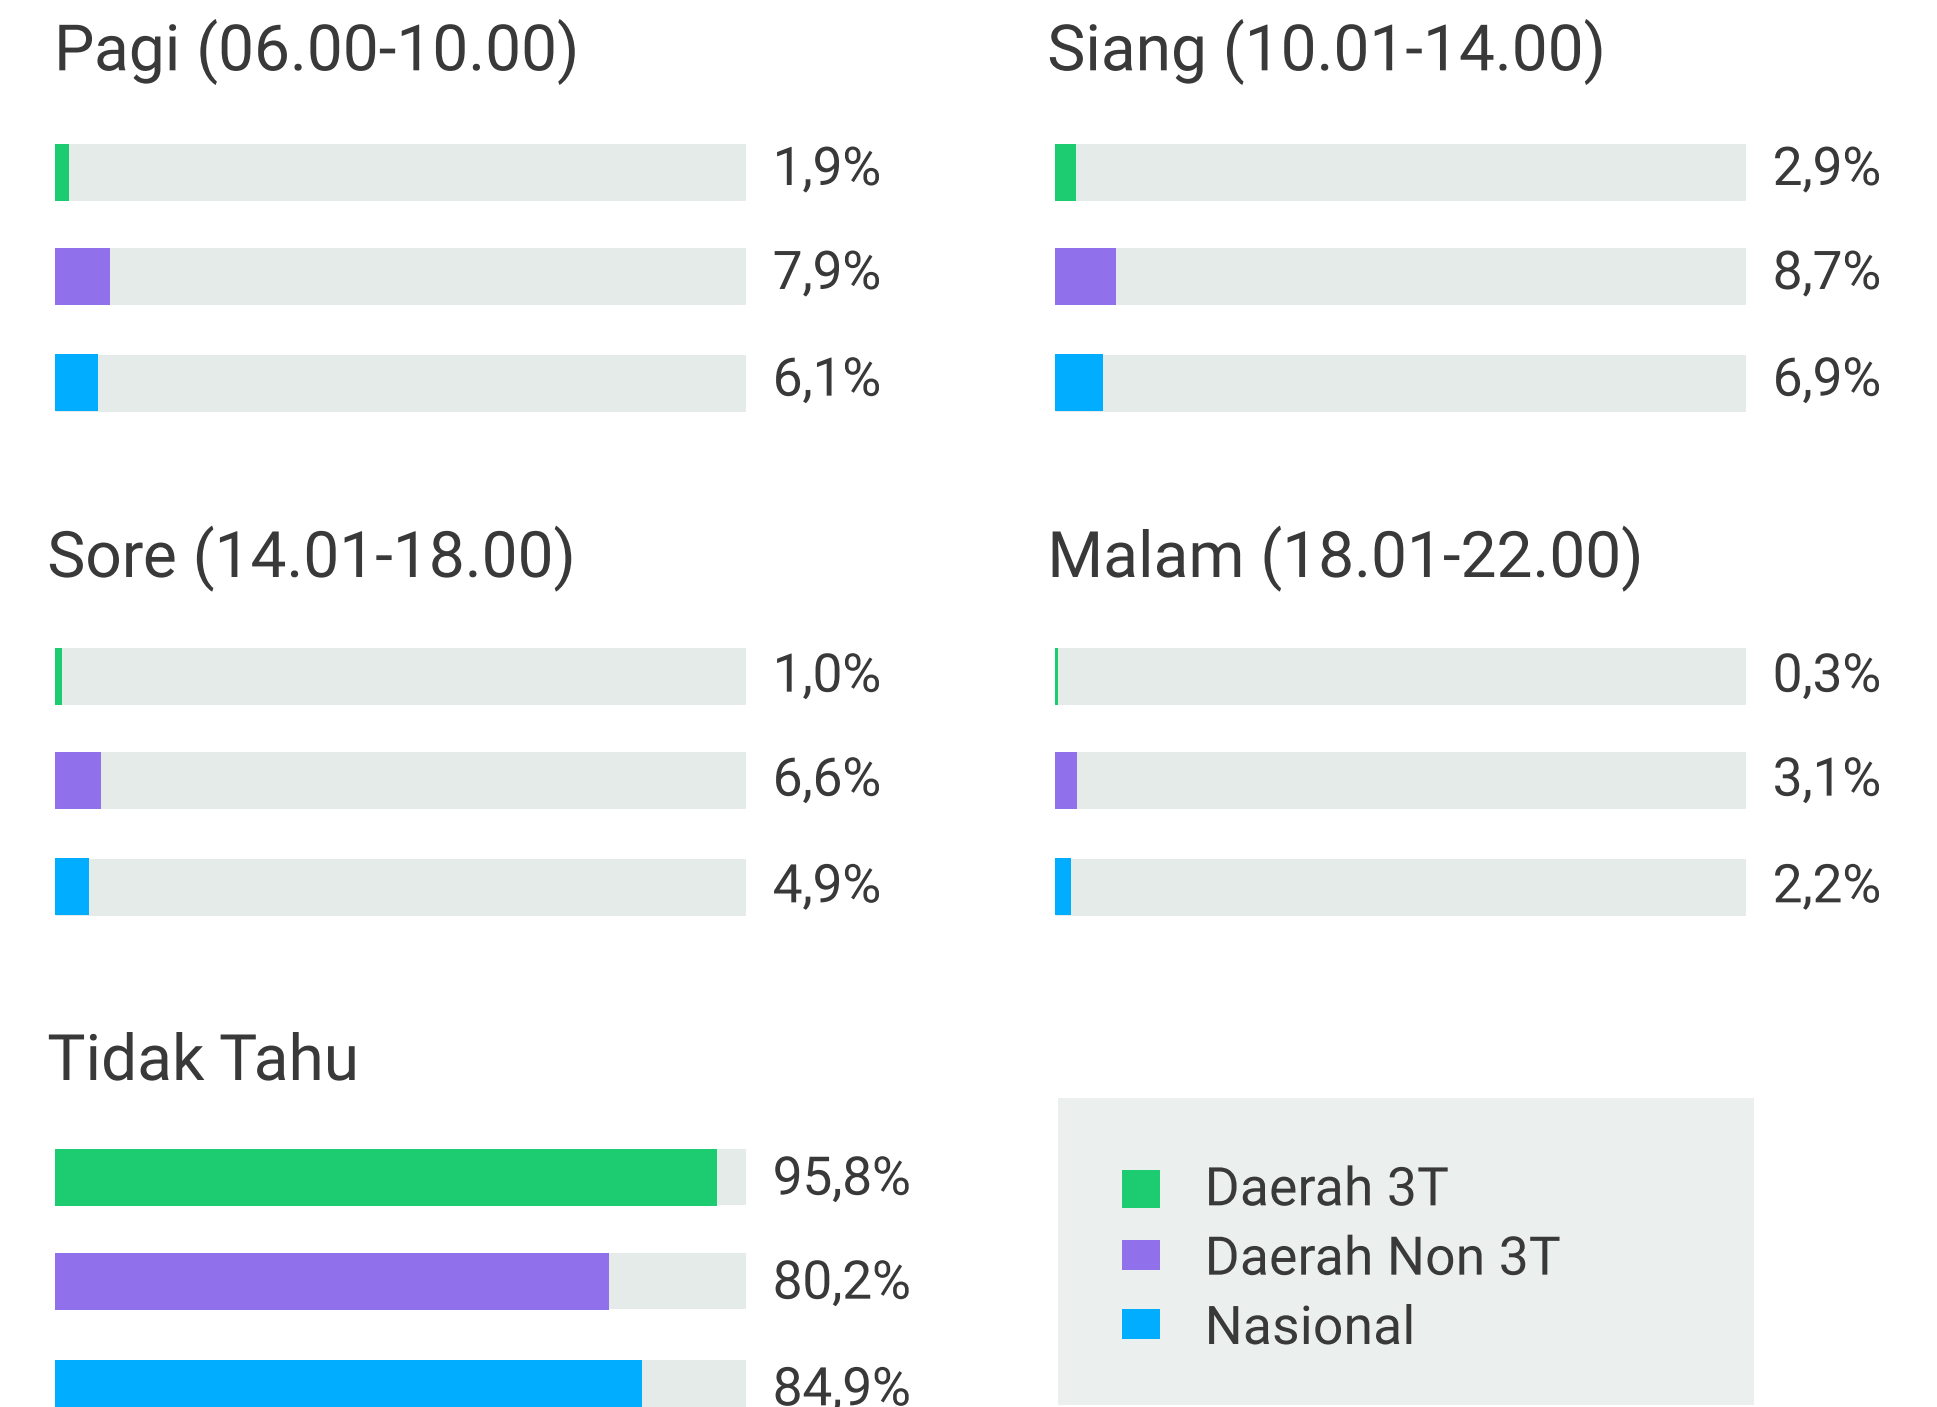 Pagi (06.00-10.00)
1,9%
7,9%
6,1%
Siang (10.01-14.00)
2,9%
8,7%
6,9%
Sore (14.01-18.00)
1,0%
6,6%
4,9%
Malam (18.01-22.00)
0,3%
3,1%
2,2%
Tidak Tahu
95,8%
80,2%
84,9%
Daerah 3T
Daerah Non 3T
Nasional